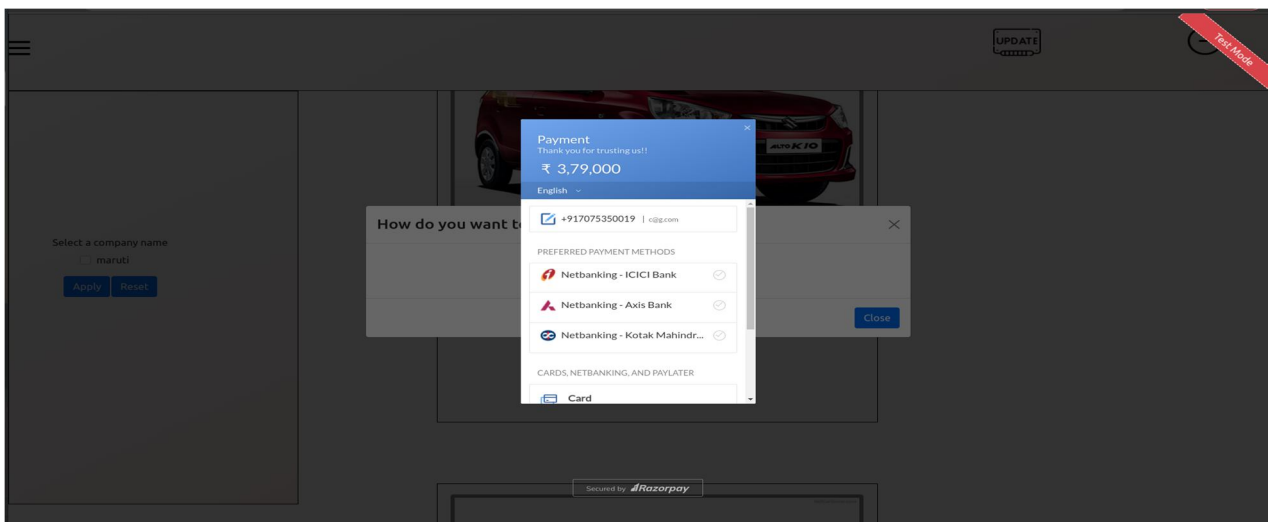 UPDATE
Test Mode
ALTO K10
Payment
Thank you for trusting us!!
₹ 3,79,000
English
+917075350019 | c@g.com
How do you want t
Select a company name
maruti
Apply Reset
PREFERRED PAYMENT METHODS
Netbanking - ICICI Bank
Netbanking - Axis Bank
Netbanking - Kotak Mahindr...
Close
CARDS, NETBANKING, AND PAYLATER
Card
Secured by Razorpay